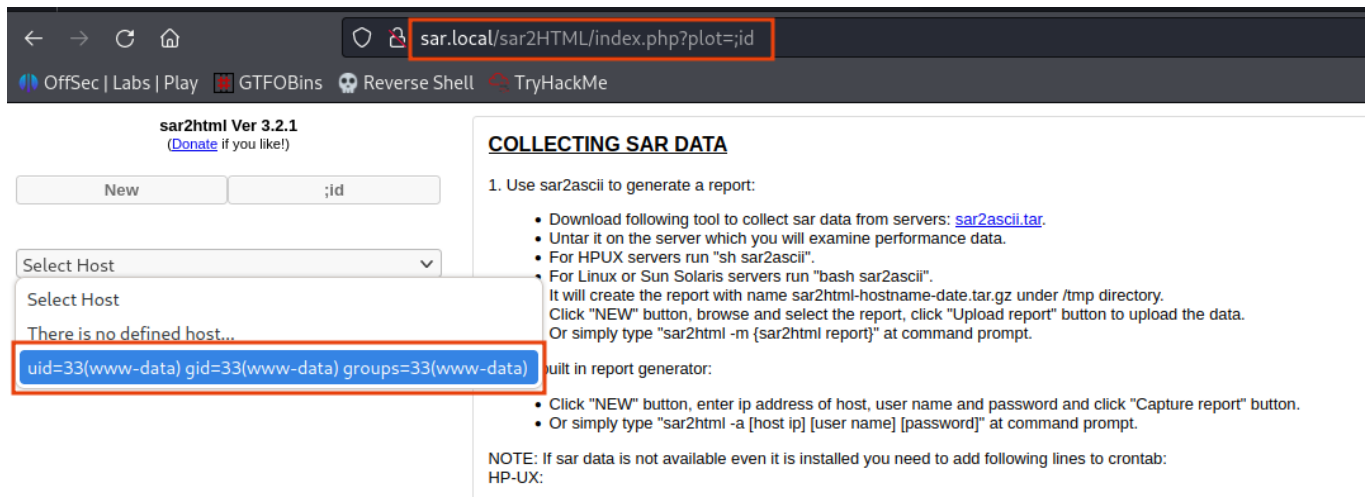 sar.local/sar2HTML/index.php?plot=;id
OffSec | Labs | Play GTFOBins Reverse Shell TryHackMe
sar2html Ver 3.2.1
(Donate if you like!)
New ;id
Select Host
Select Host
There is no defined host...
uid=33(www-data) gid=33(www-data) groups=33(www-data)
COLLECTING SAR DATA
1. Use sar2ascii to generate a report:
• Download following tool to collect sar data from servers: sar2ascii.tar.
• Untar it on the server which you will examine performance data.
• For HPUX servers run "sh sar2ascii".
• For Linux or Sun Solaris servers run "bash sar2ascii".
It will create the report with name sar2html-hostname-date.tar.gz under /tmp directory.
Click "NEW" button, browse and select the report, click "Upload report" button to upload the data.
Or simply type "sar2html -m {sar2html report}" at command prompt.
built in report generator:
• Click "NEW" button, enter ip address of host, user name and password and click "Capture report" button.
• Or simply type "sar2html -a [host ip] [user name] [password]" at command prompt.
NOTE: If sar data is not available even it is installed you need to add following lines to crontab:
HP-UX: